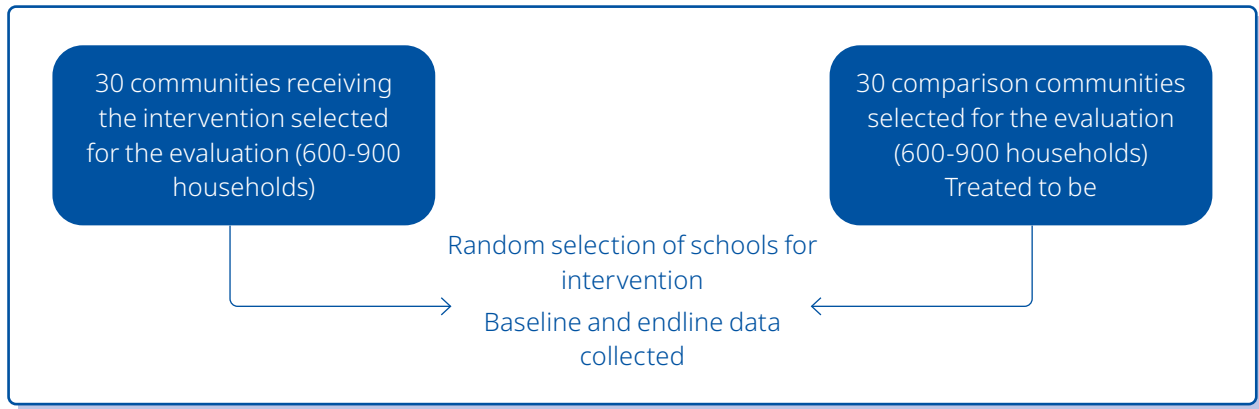 30 communities receiving
the intervention selected
for the evaluation (600-900
households)
30 comparison communities
selected for the evaluation
(600-900 households)
Treated to be
Random selection of schools for
intervention
Baseline and endline data
collected